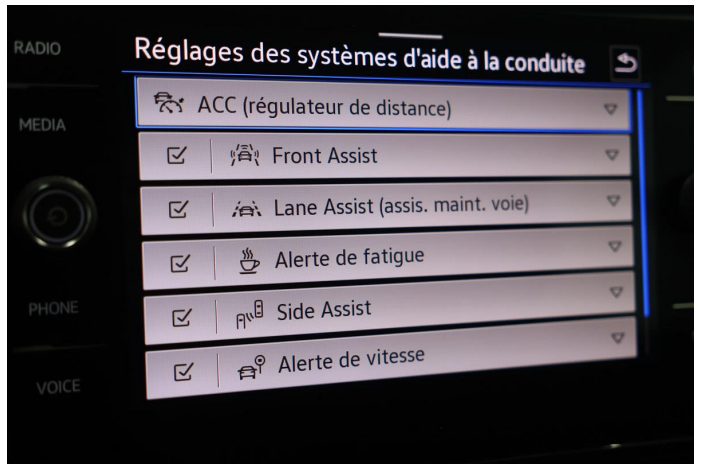 RADIO
Réglages des systèmes d'aide à la conduite
ACC (régulateur de distance)
MEDIA
Front Assist
Lane Assist (assis. maint. voie)
Alerte de fatigue
PHONE
Side Assist
Alerte de vitesse
VOICE